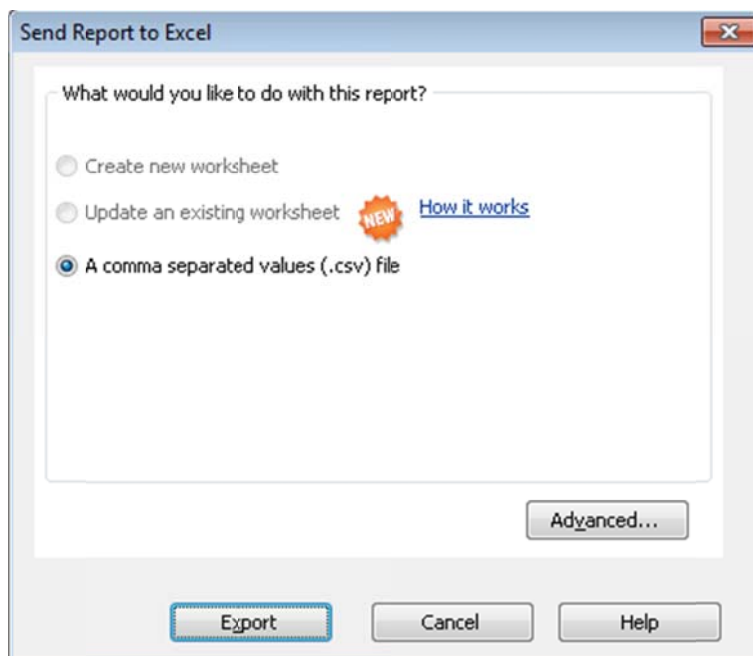 Send Report to Excel
What would you like to do with this report?
Create new worksheet
Update an existing worksheet NEW How it works
A comma separated values (.csv) file
Advanced...
Export Cancel Help